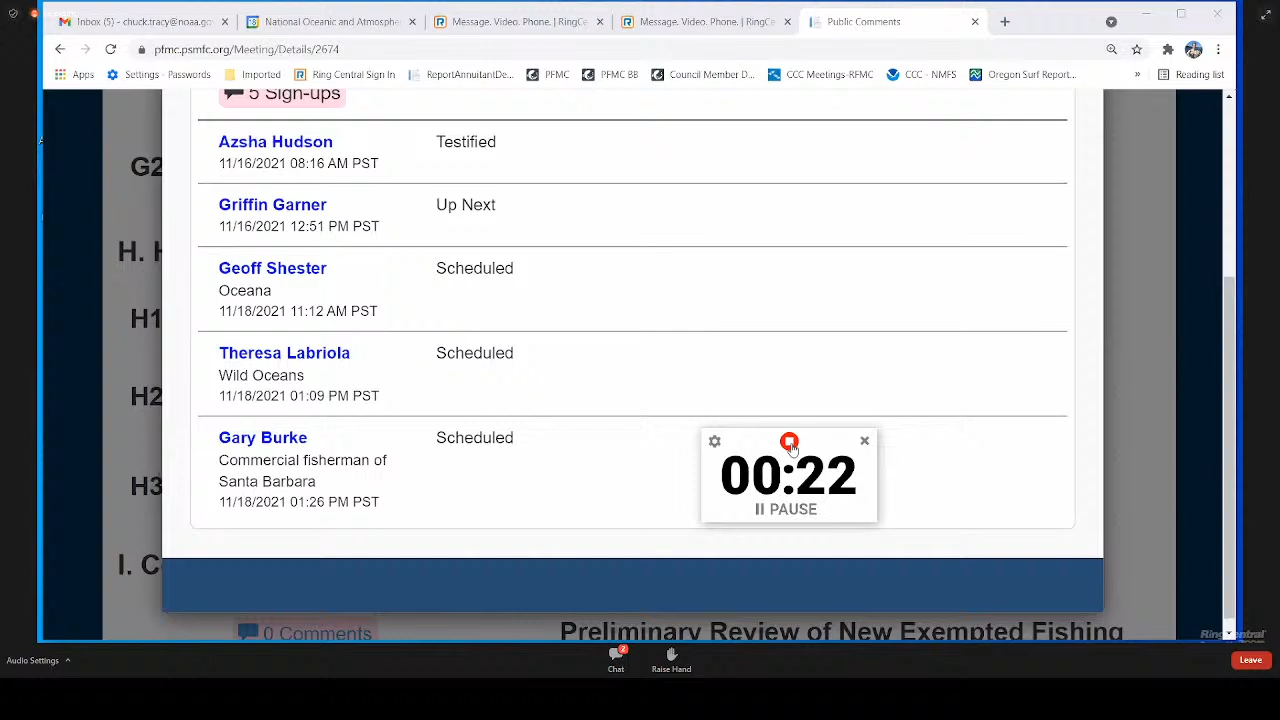 Inbox (5) - chuck.tracy@noaa.go
National Oceanic and Atmosphe
Message. Video. Phone. | RingCe
Message. Video. Phone. | RingCe
Public Comments
pfmc.psmfc.org/Meeting/Details/2674
Apps
Settings - Passwords
Imported
Ring Central Sign In
ReportAnnuitantDe...
PFMC
PFMC BB
Council Member D...
CCC Meetings-RFMC
CCC - NMFS
Oregon Surf Report...
»
Reading list
5 Sign-ups
Azsha Hudson Testified
11/16/2021 08:16 AM PST
G2
Griffin Garner Up Next
11/16/2021 12:51 PM PST
H. H
Geoff Shester Scheduled
Oceana
11/18/2021 11:12 AM PST
H1
Theresa Labriola Scheduled
Wild Oceans
11/18/2021 01:09 PM PST
H2
Gary Burke Scheduled
Commercial fisherman of
Santa Barbara
11/18/2021 01:26 PM PST
H3
00:22
PAUSE
I. C
0 Comments
Preliminary Review of New Exempted Fishing
RingCentral
Audio Settings
2
Chat
Raise Hand
Leave